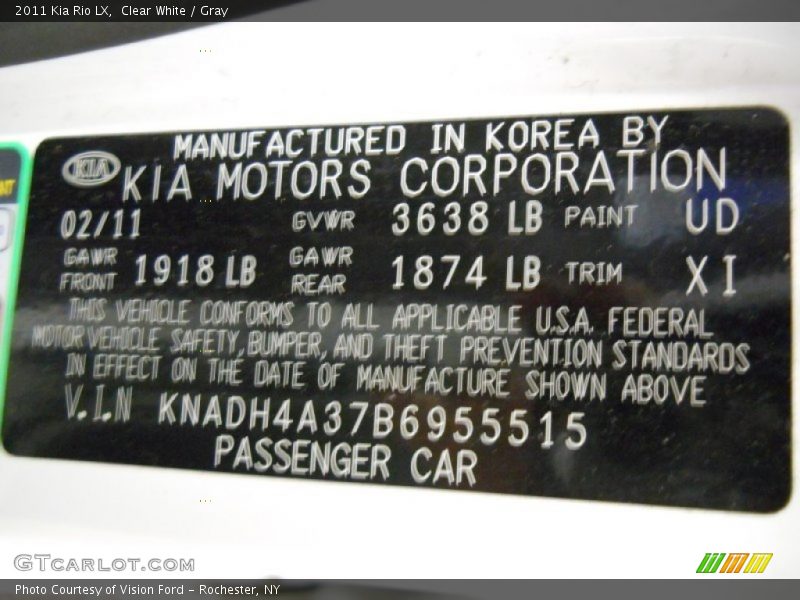 2011 Kia Rio LX, Clear White / Gray
MANUFACTURED IN KOREA BY
KIA KIA MOTORS CORPORATION
02/11 GVWR 3638 LB PAINT UD
GAWR FRONT 1918 LB GAWR REAR 1874 LB TRIM XI
THIS VEHICLE CONFORMS TO ALL APPLICABLE U.S.A. FEDERAL
MOTOR VEHICLE SAFETY, BUMPER, AND THEFT PREVENTION STANDARDS
IN EFFECT ON THE DATE OF MANUFACTURE SHOWN ABOVE
V.I.N KNADH4A37B6955515
PASSENGER CAR
GTCARLOT.COM
Photo Courtesy of Vision Ford - Rochester, NY